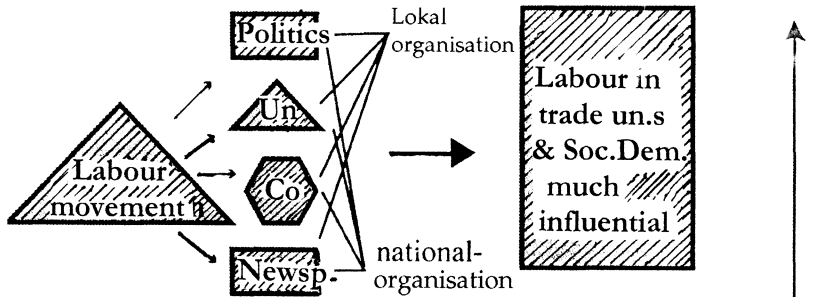 Politics
Lokal
organisation
Un
Labour
movement
Co
Newsp.
national-
organisation
Labour in
trade un.s
& Soc.Dem.
much
influential